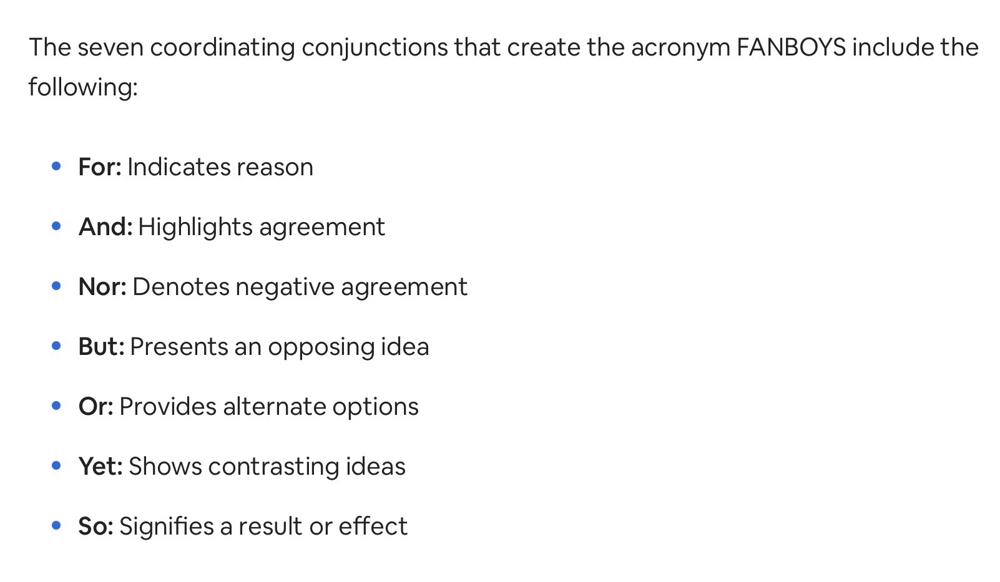 The seven coordinating conjunctions that create the acronym FANBOYS include the
following:
• For: Indicates reason
• And: Highlights agreement
• Nor: Denotes negative agreement
• But: Presents an opposing idea
• Or: Provides alternate options
• Yet: Shows contrasting ideas
• So: Signifies a result or effect